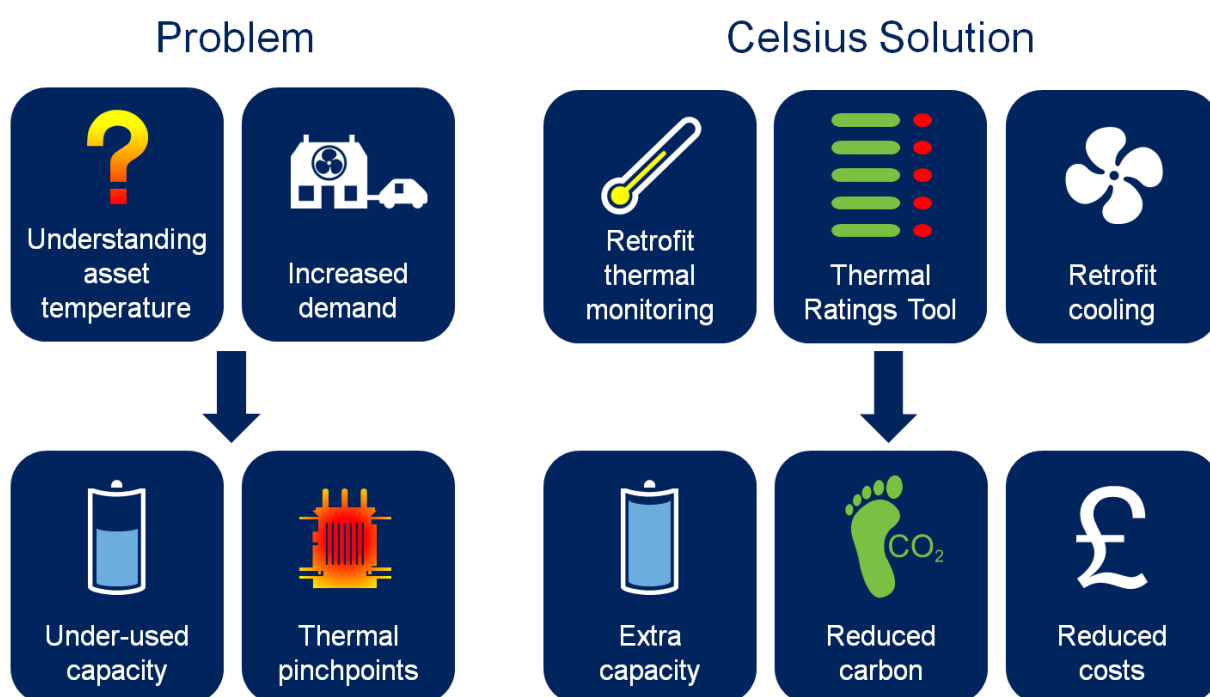 Problem
Celsius Solution
Understanding
asset
temperature
Increased
demand
Retrofit
thermal
monitoring
Thermal
Ratings Tool
Retrofit
cooling
Under-used
capacity
Thermal
pinchpoints
Extra
capacity
CO₂
Reduced
carbon
£
Reduced
costs